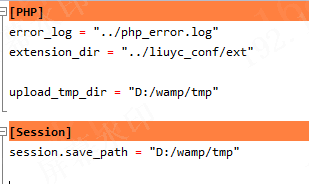 [PHP]
error_log = "../php_error.log"
extension_dir = "../liuyc_conf/ext"
upload_tmp_dir = "D:/wamp/tmp"
[Session]
session.save_path = "D:/wamp/tmp"